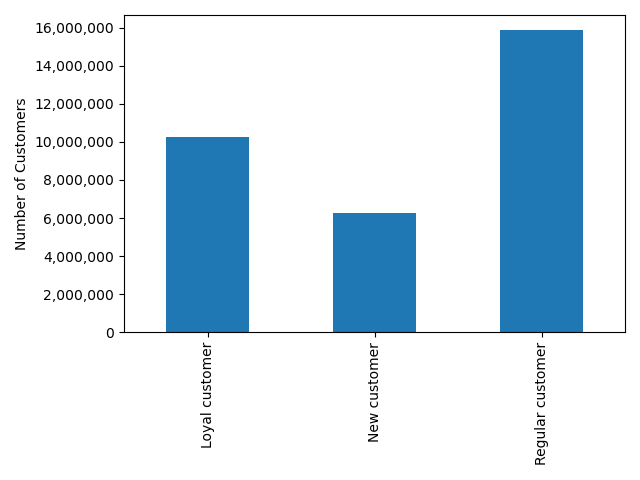 16,000,000
14,000,000
12,000,000
10,000,000
8,000,000
6,000,000
4,000,000
2,000,000
0
Number of Customers
Loyal customer
New customer
Regular customer